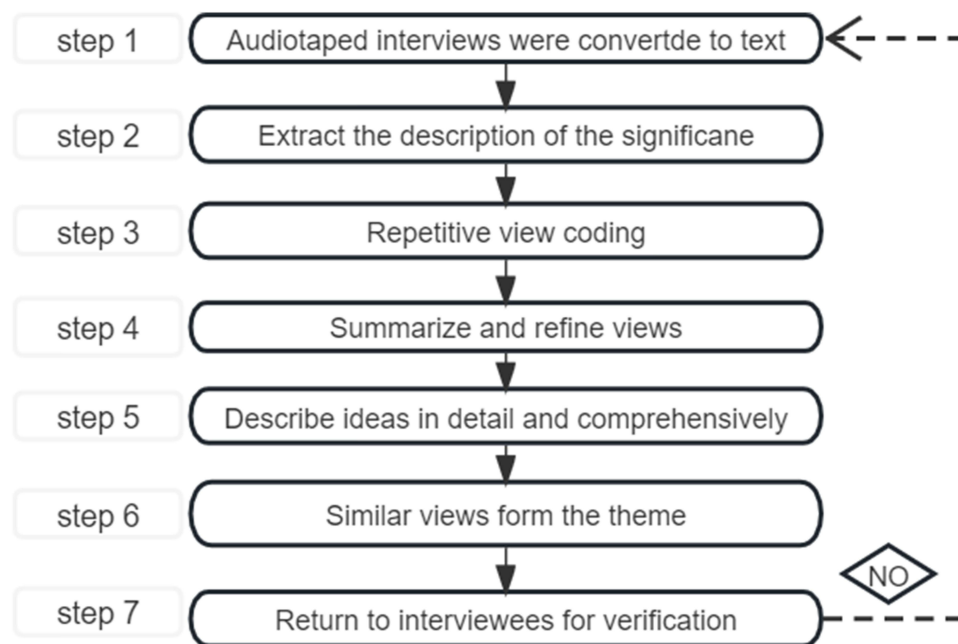 step 1
Audiotaped interviews were convertde to text
step 2
Extract the description of the significane
step 3
Repetitive view coding
step 4
Summarize and refine views
step 5
Describe ideas in detail and comprehensively
step 6
Similar views form the theme
NO
step 7
Return to interviewees for verification